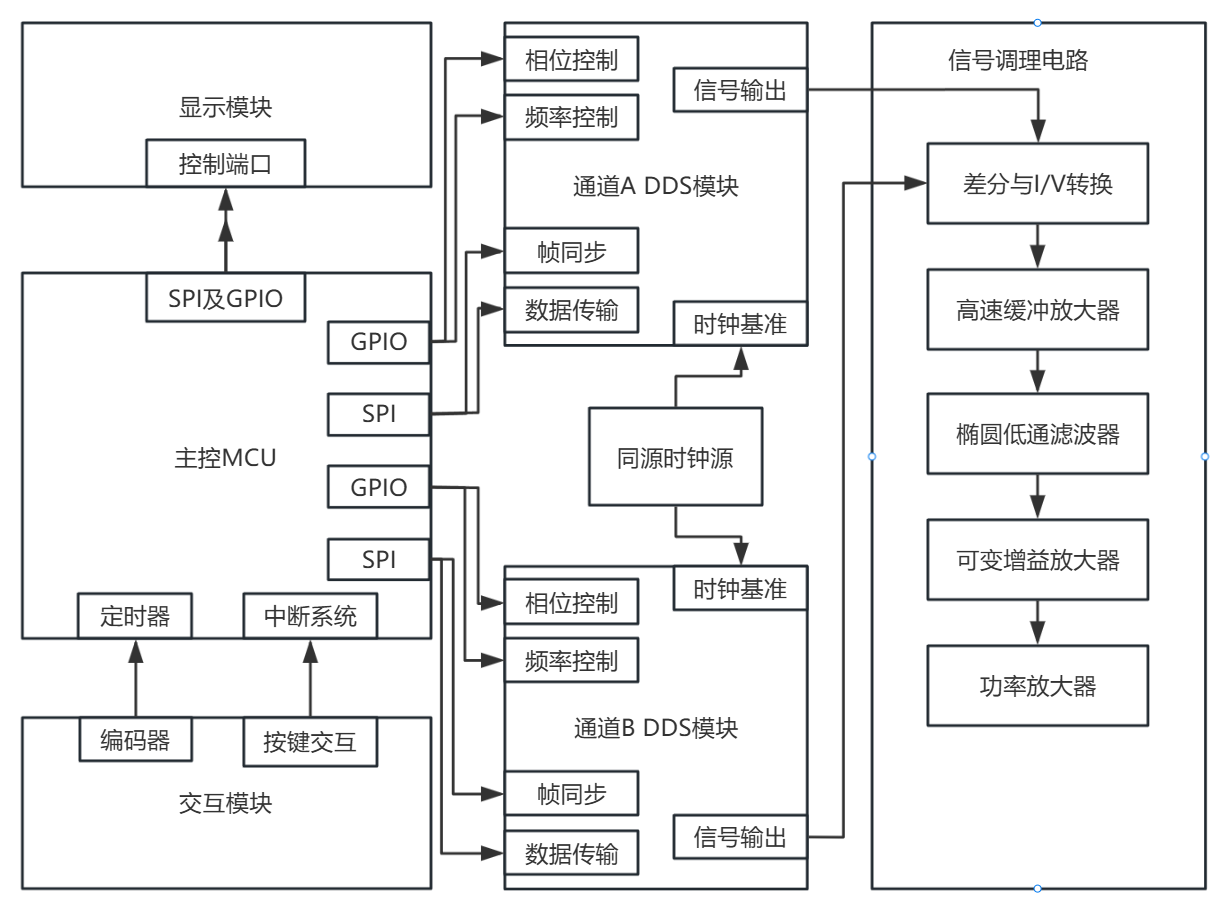 显示模块
控制端口
SPI及GPIO
GPIO
SPI
主控MCU
GPIO
SPI
定时器
中断系统
编码器
按键交互
交互模块
相位控制
频率控制
信号输出
通道A DDS模块
帧同步
数据传输
时钟基准
同源时钟源
时钟基准
相位控制
频率控制
通道B DDS模块
帧同步
数据传输
信号输出
信号调理电路
差分与I/V转换
高速缓冲放大器
椭圆低通滤波器
可变增益放大器
功率放大器